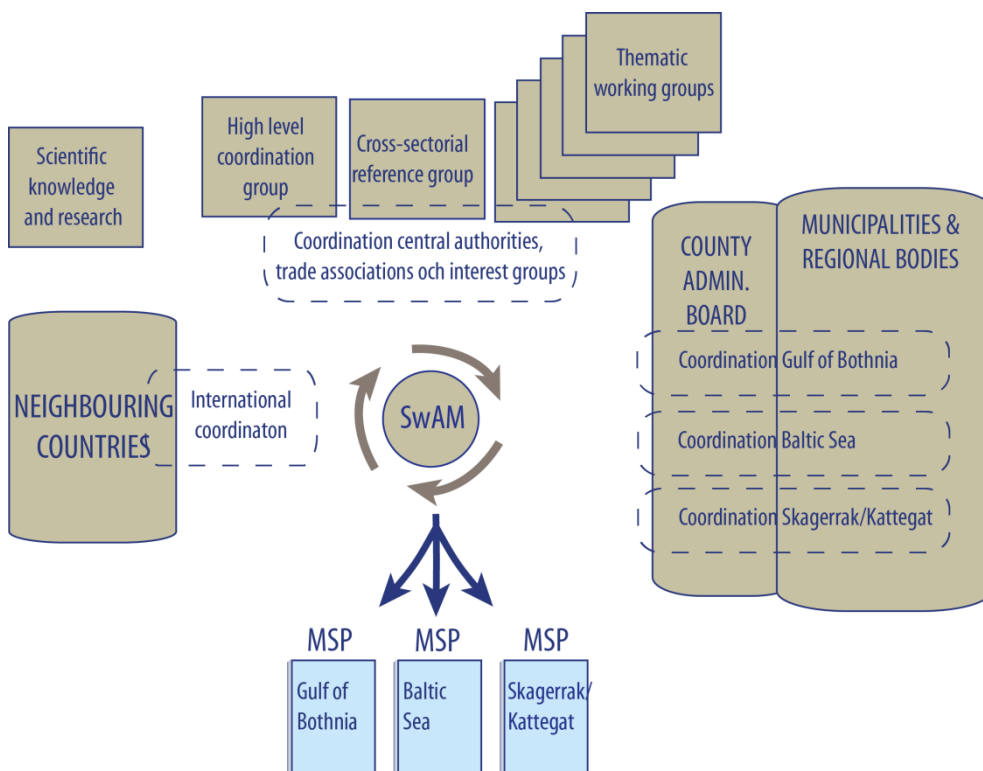 Thematic
working groups
High level
coordination
group
Cross-sectorial
reference group
Scientific
knowledge
and research
Coordination central authorities,
trade associations och interest groups
COUNTY
ADMIN.
BOARD
MUNICIPALITIES &
REGIONAL BODIES
Coordination Gulf of Bothnia
Coordination Baltic Sea
Coordination Skagerrak/Kattegat
NEIGHBOURING
COUNTRIES
International
coordinaton
SwAM
MSP
Gulf of
Bothnia
MSP
Baltic
Sea
MSP
Skagerrak/
Kattegat